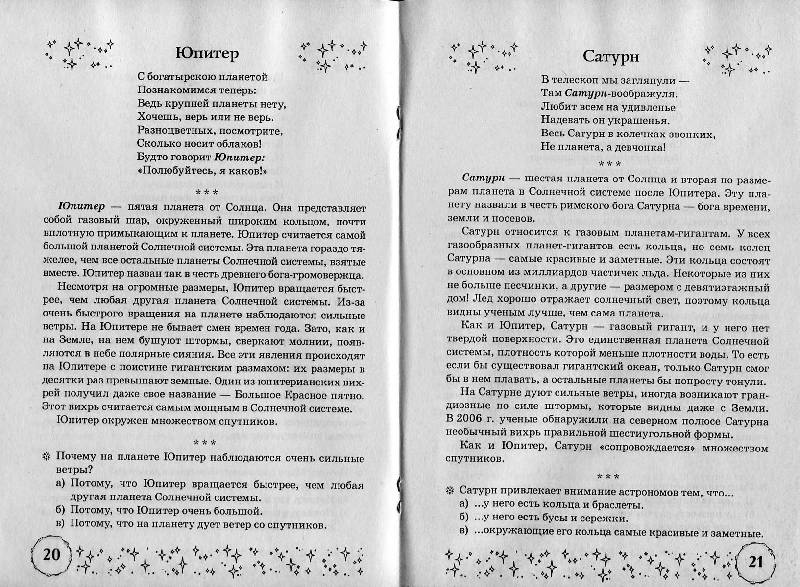 Юпитер
С богатырскою планетой
Познакомимся теперь:
Ведь крупней планеты нету,
Хочешь, верь или не верь.
Разноцветных, посмотрите,
Сколько носит облаков!
Будто говорит Юпитер:
«Полюбуйтесь, я каков!»
* * *
Юпитер — пятая планета от Солнца. Она представляет
собой газовый шар, окруженный широким кольцом, почти
вплотную примыкающим к планете. Юпитер считается самой
большой планетой Солнечной системы. Эта планета гораздо тя-
желее, чем все остальные планеты Солнечной системы, взятые
вместе. Юпитер назван так в честь древнего бога-громовержца.
Несмотря на огромные размеры, Юпитер вращается быст-
рее, чем любая другая планета Солнечной системы. Из-за
очень быстрого вращения на планете наблюдаются сильные
ветры. На Юпитере не бывает смен времен года. Зато, как и
на Земле, на нем бушуют штормы, сверкают молнии, появ-
ляются в небе полярные сияния. Все эти явления происходят
на Юпитере с поистине гигантским размахом: их размеры в
десятки раз превышают земные. Один из юпитерианских вих-
рей получил даже свое название — Большое Красное пятно.
Этот вихрь считается самым мощным в Солнечной системе.
Юпитер окружен множеством спутников.
* * *
Почему на планете Юпитер наблюдаются очень сильные
ветры?
а) Потому, что Юпитер вращается быстрее, чем любая
другая планета Солнечной системы.
б) Потому, что Юпитер очень большой.
в) Потому, что на планету дует ветер со спутников.
20
Сатурн
В телескоп мы заглянули —
Там Сатурн-воображуля.
Любит всем на удивленье
Надевать он украшенья.
Весь Сатурн в колечках звонких,
Не планета, а девчонка!
* * *
Сатурн — шестая планета от Солнца и вторая по разме-
рам планета в Солнечной системе после Юпитера. Эту пла-
нету назвали в честь римского бога Сатурна — бога времени,
земли и посевов.
Сатурн относится к газовым планетам-гигантам. У всех
газообразных планет-гигантов есть кольца, но семь колец
Сатурна — самые красивые и заметные. Эти кольца состоят
в основном из миллиардов частичек льда. Некоторые из них
не больше песчинки, а другие — размером с девятиэтажный
дом! Лед хорошо отражает солнечный свет, поэтому кольца
видны ученым лучше, чем сама планета.
Как и Юпитер, Сатурн — газовый гигант, и у него нет
твердой поверхности. Это единственная планета Солнечной
системы, плотность которой меньше плотности воды. То есть
если бы существовал гигантский океан, только Сатурн смог
бы в нем плавать, а остальные планеты бы попросту тонули.
На Сатурне дуют сильные ветры, иногда возникают гран-
диозные по силе штормы, которые видны даже с Земли.
В 2006 г. ученые обнаружили на северном полюсе Сатурна
необычный вихрь правильной шестиугольной формы.
Как и Юпитер, Сатурн «сопровождается» множеством
спутников.
* * *
Сатурн привлекает внимание астрономов тем, что...
а) ...у него есть кольца и браслеты.
б) ...у него есть бусы и сережки.
в) ...окружающие его кольца самые красивые и заметные.
21